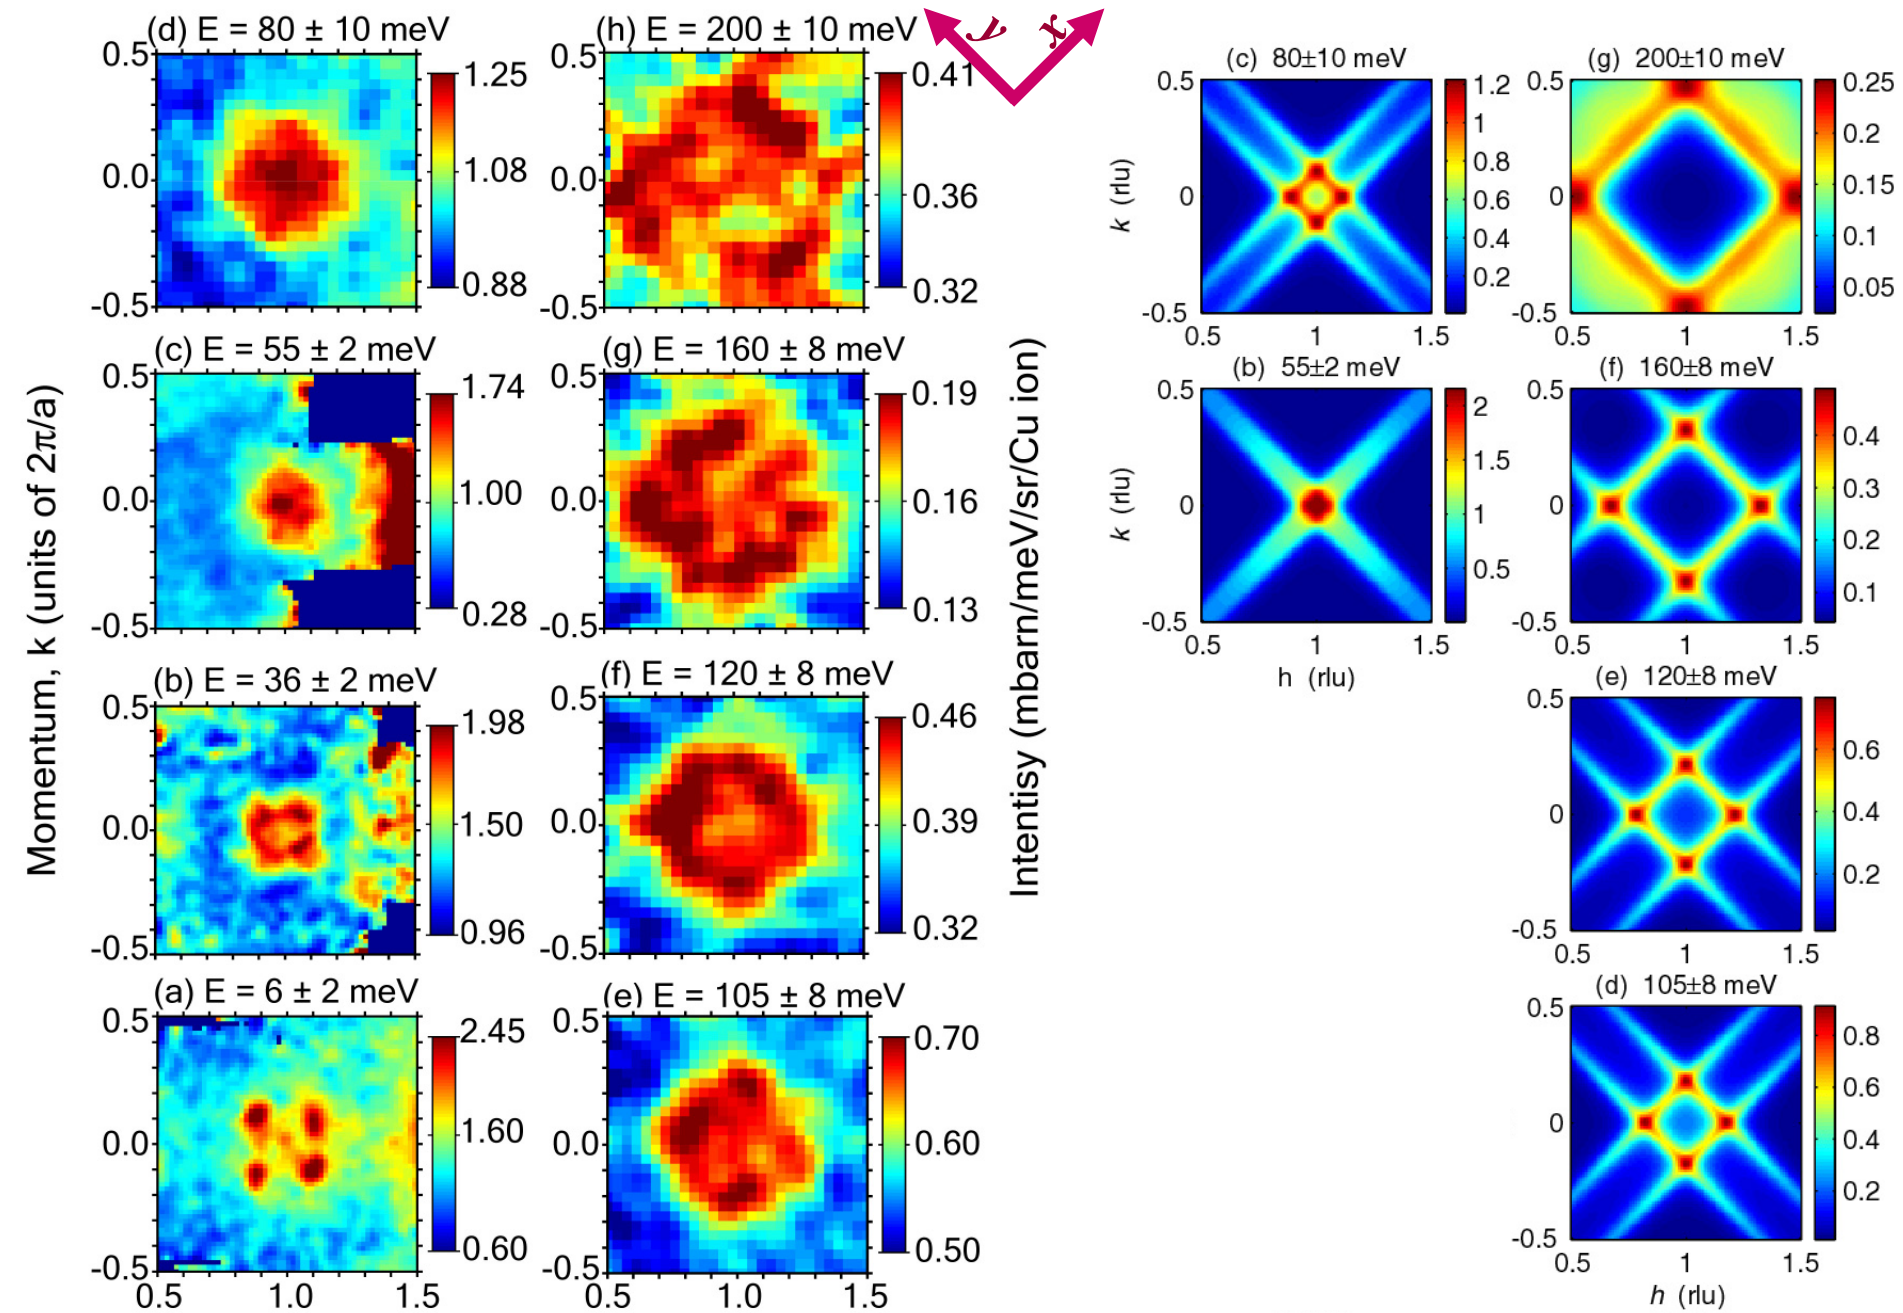 (d) E = 80 ± 10 meV
0.5
0.0
-0.5
1.25
1.08
0.88
(h) E = 200 ± 10 meV
0.5
0.0
-0.5
0.41
0.36
0.32
y x
(c) E = 55 ± 2 meV
0.5
0.0
-0.5
1.74
1.00
0.28
(g) E = 160 ± 8 meV
0.5
0.0
-0.5
0.19
0.16
0.13
(b) E = 36 ± 2 meV
0.5
0.0
-0.5
1.98
1.50
0.96
(f) E = 120 ± 8 meV
0.5
0.0
-0.5
0.46
0.39
0.32
(a) E = 6 ± 2 meV
0.5
0.0
-0.5
2.45
1.60
0.60
0.5 1.0 1.5
(e) E = 105 ± 8 meV
0.5
0.0
-0.5
0.70
0.60
0.50
0.5 1.0 1.5
Momentum, k (units of 2π/a)
Intentisy (mbarn/meV/sr/Cu ion)
(c) 80±10 meV
0.5
0
-0.5
k (rlu)
0.5 1 1.5
1.2
1
0.8
0.6
0.4
0.2
(g) 200±10 meV
0.5
0
-0.5
k (rlu)
0.5 1 1.5
0.25
0.2
0.15
0.1
0.05
(b) 55±2 meV
0.5
0
-0.5
k (rlu)
0.5 1 1.5
h (rlu)
2
1.5
1
0.5
(f) 160±8 meV
0.5
0
-0.5
k (rlu)
0.5 1 1.5
0.4
0.3
0.2
0.1
(e) 120±8 meV
0.5
0
-0.5
0.5 1 1.5
0.6
0.4
0.2
(d) 105±8 meV
0.5
0
-0.5
0.5 1 1.5
h (rlu)
0.8
0.6
0.4
0.2